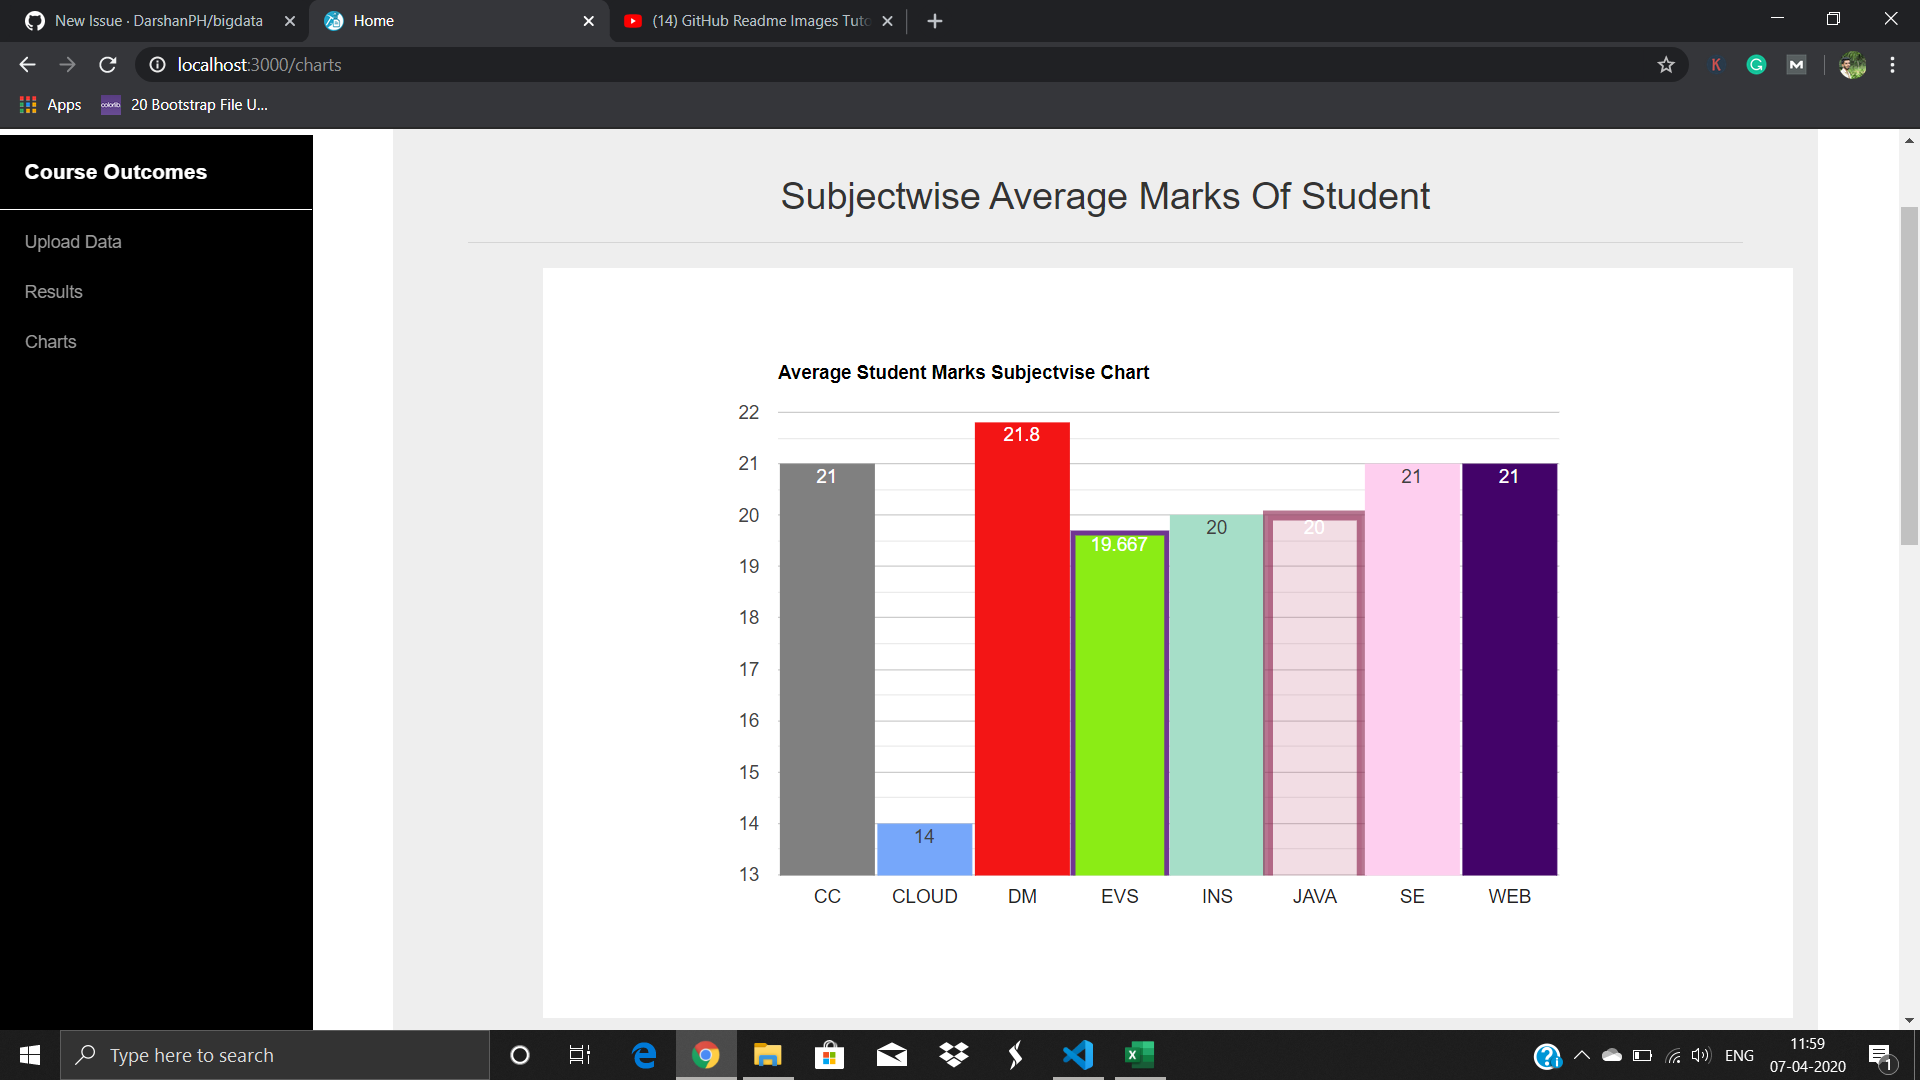 New Issue · DarshanPH/bigdata
Home
(14) GitHub Readme Images Tuto
localhost:3000/charts
K
G
M
Apps
colorlib
20 Bootstrap File U...
Course Outcomes
Upload Data
Results
Charts
Subjectwise Average Marks Of Student
Average Student Marks Subjectvise Chart
22
21
20
19
18
17
16
15
14
13
21
14
21.8
19.667
20
20
21
21
CC
CLOUD
DM
EVS
INS
JAVA
SE
WEB
Type here to search
ENG
11:59
07-04-2020
1